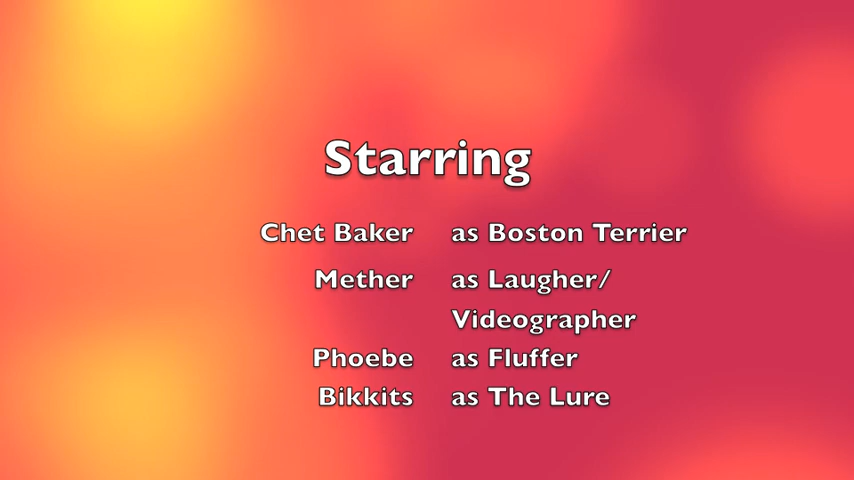 Starring
Chet Baker as Boston Terrier
Mether as Laugher/
Videographer
Phoebe as Fluffer
Bikkits as The Lure